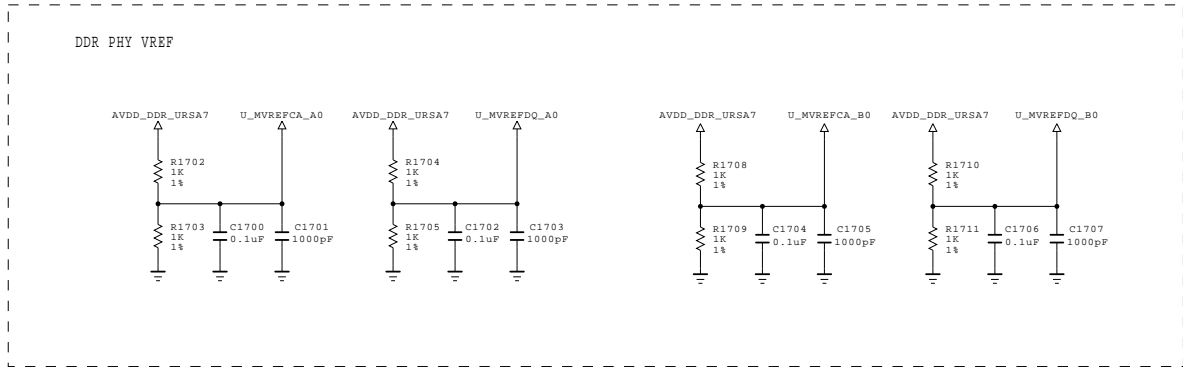 DDR PHY VREF
AVDD_DDR_URSA7 U_MVREFCA_A0 AVDD_DDR_URSA7 U_MVREFDQ_A0 AVDD_DDR_URSA7 U_MVREFCA_B0 AVDD_DDR_URSA7 U_MVREFDQ_B0
R1702
1K
1%
R1704
1K
1%
R1708
1K
1%
R1710
1K
1%
R1703
1K
1%
C1700
0.1uF
C1701
1000pF
R1705
1K
1%
C1702
0.1uF
C1703
1000pF
R1709
1K
1%
C1704
0.1uF
C1705
1000pF
R1711
1K
1%
C1706
0.1uF
C1707
1000pF